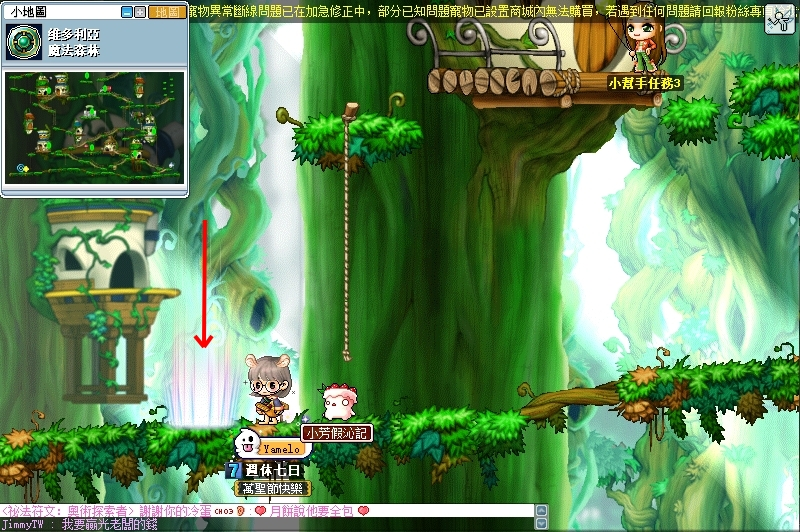 小地圖
地圖
寵物異常斷線問題已在加急修正中，部分已知問題寵物已設置商城內無法購買，若遇到任何問題請回報粉絲專
維多利亞
魔法森林
小幫手任務3
小芳假沁記
Yamelo
7 週休七日
萬聖節快樂
<祕法符文：奧術探索者> 謝謝你的冷蛋 CHO3 : ❤ 月餅說他要全包 ❤
JimmyTW : 我要贏光老闆的錢